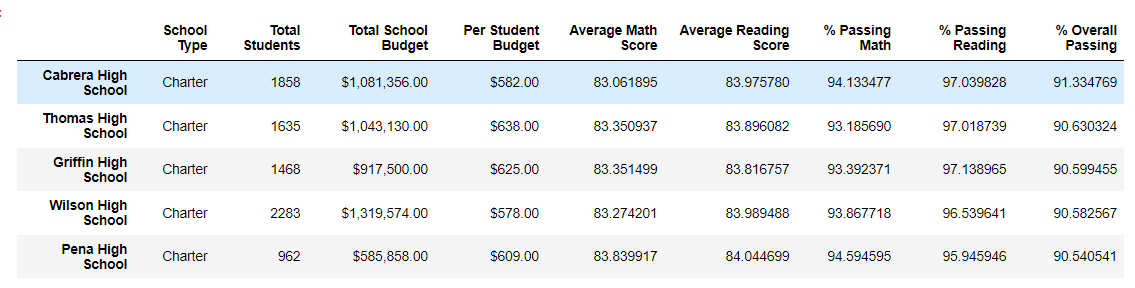 School Type Total Students Total School Budget Per Student Budget Average Math Score Average Reading Score % Passing Math % Passing Reading % Overall Passing
Cabrera High School Charter 1858 $1,081,356.00 $582.00 83.061895 83.975780 94.133477 97.039828 91.334769
Thomas High School Charter 1635 $1,043,130.00 $638.00 83.350937 83.896082 93.185690 97.018739 90.630324
Griffin High School Charter 1468 $917,500.00 $625.00 83.351499 83.816757 93.392371 97.138965 90.599455
Wilson High School Charter 2283 $1,319,574.00 $578.00 83.274201 83.989488 93.867718 96.539641 90.582567
Pena High School Charter 962 $585,858.00 $609.00 83.839917 84.044699 94.594595 95.945946 90.540541